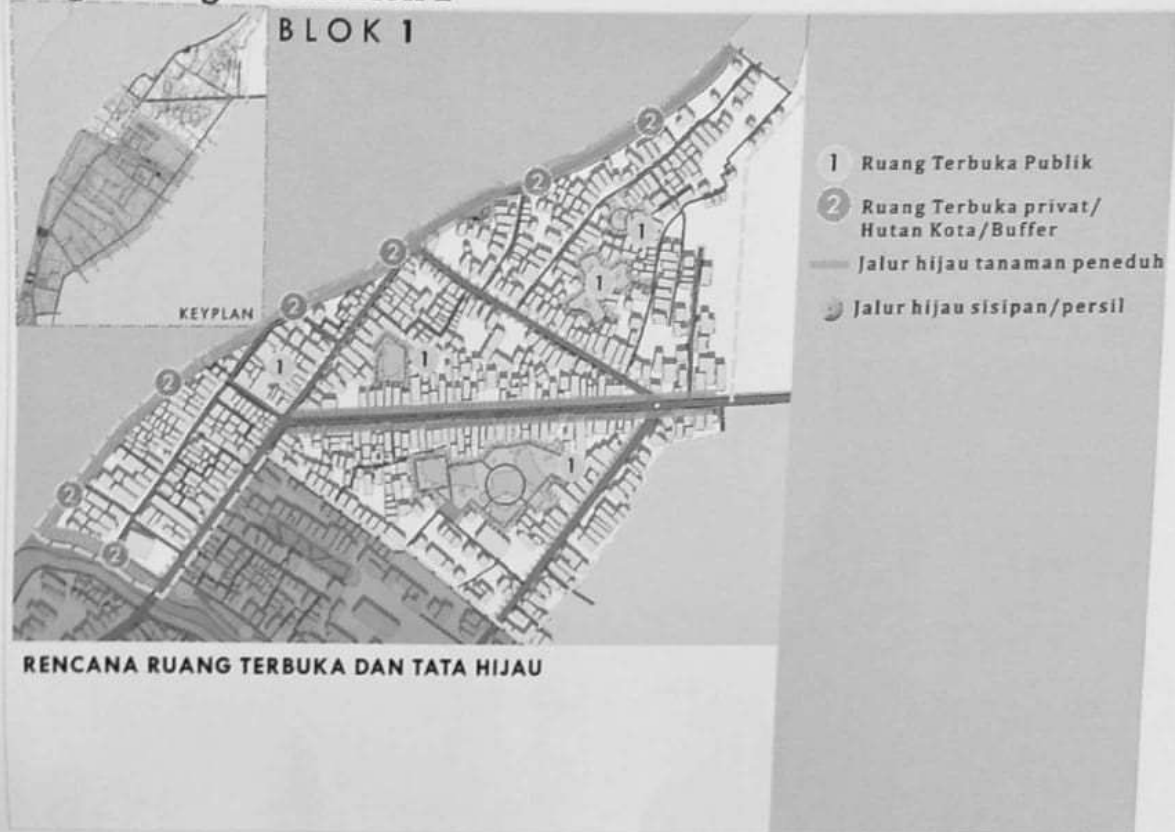 BLOK 1
KEYPLAN
2
2
2
2
2
2
2
1
1
1
1
1
1 Ruang Terbuka Publik
2 Ruang Terbuka privat/
Hutan Kota/Buffer
Jalur hijau tanaman peneduh
Jalur hijau sisipan/persil
RENCANA RUANG TERBUKA DAN TATA HIJAU